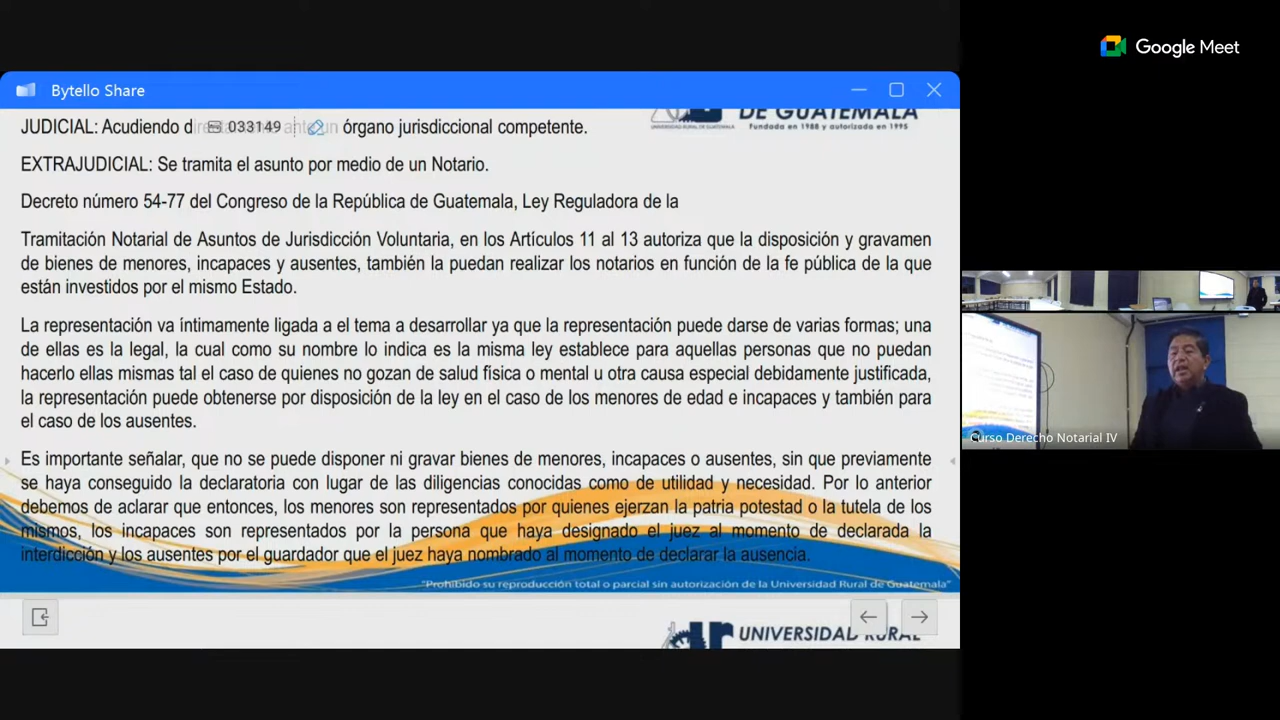 Google Meet
Bytello Share
DE GUATEMALA
UNIVERSIDAD RURAL DE GUATEMALA
Fundada en 1988 y autorizada en 1995
JUDICIAL: Acudiendo directamente ante un órgano jurisdiccional competente.
033149
EXTRAJUDICIAL: Se tramita el asunto por medio de un Notario.
Decreto número 54-77 del Congreso de la República de Guatemala, Ley Reguladora de la
Tramitación Notarial de Asuntos de Jurisdicción Voluntaria, en los Artículos 11 al 13 autoriza que la disposición y gravamen
de bienes de menores, incapaces y ausentes, también la puedan realizar los notarios en función de la fe pública de la que
están investidos por el mismo Estado.
La representación va íntimamente ligada a el tema a desarrollar ya que la representación puede darse de varias formas; una
de ellas es la legal, la cual como su nombre lo indica es la misma ley establece para aquellas personas que no puedan
hacerlo ellas mismas tal el caso de quienes no gozan de salud física o mental u otra causa especial debidamente justificada,
la representación puede obtenerse por disposición de la ley en el caso de los menores de edad e incapaces y también para
el caso de los ausentes.
Es importante señalar, que no se puede disponer ni gravar bienes de menores, incapaces o ausentes, sin que previamente
se haya conseguido la declaratoria con lugar de las diligencias conocidas como de utilidad y necesidad. Por lo anterior
debemos de aclarar que entonces, los menores son representados por quienes ejerzan la patria potestad o la tutela de los
mismos, los incapaces son representados por la persona que haya designado el juez al momento de declarada la
interdicción y los ausentes por el guardador que el juez haya nombrado al momento de declarar la ausencia.
"Prohibido su reproducción total o parcial sin autorización de la Universidad Rural de Guatemala"
UNIVERSIDAD RURAL
Curso Derecho Notarial IV